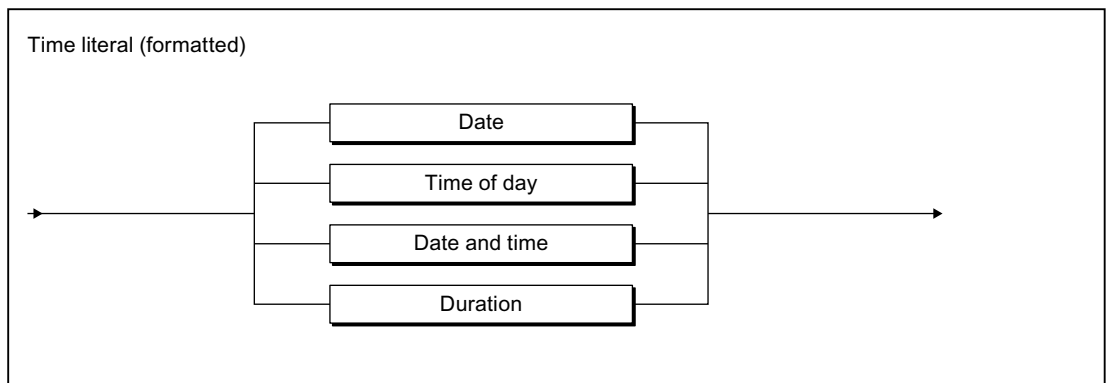 Time literal (formatted)
Date
Time of day
Date and time
Duration